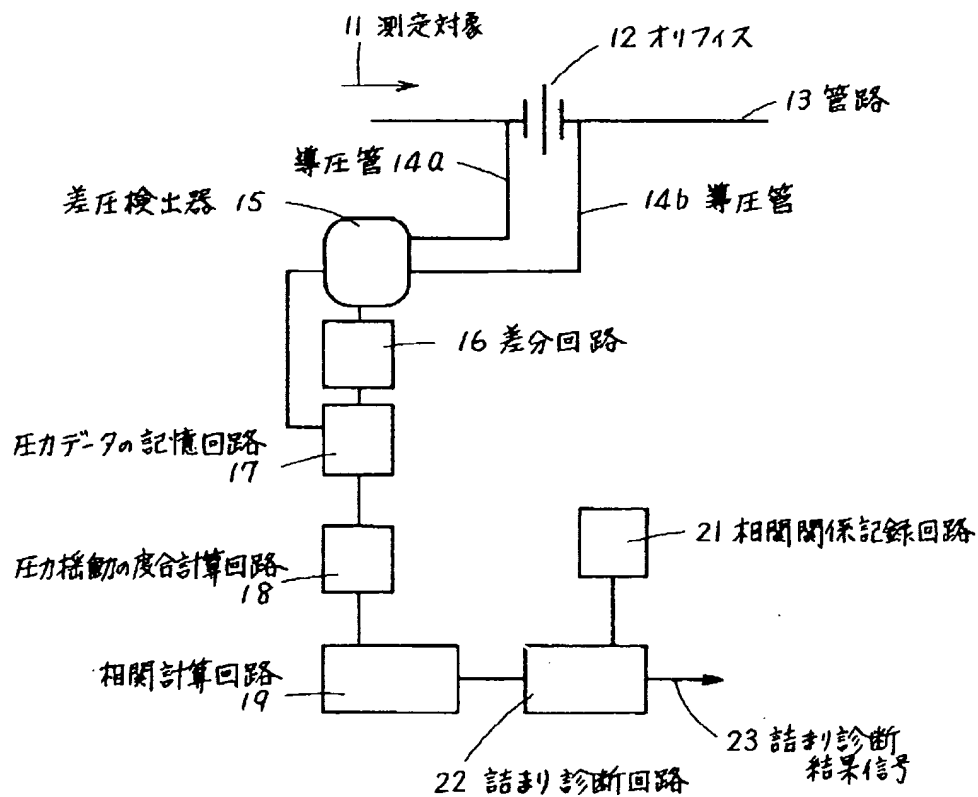 11 測定対象
12 オリフィス
13 管路
導圧管 14a
差圧検出器 15
14b 導圧管
16 差分回路
圧力データの記憶回路
17
21 相関関係記録回路
圧力揺動の度合計算回路
18
相関計算回路
19
23 詰まり診断
結果信号
22 詰まり診断回路